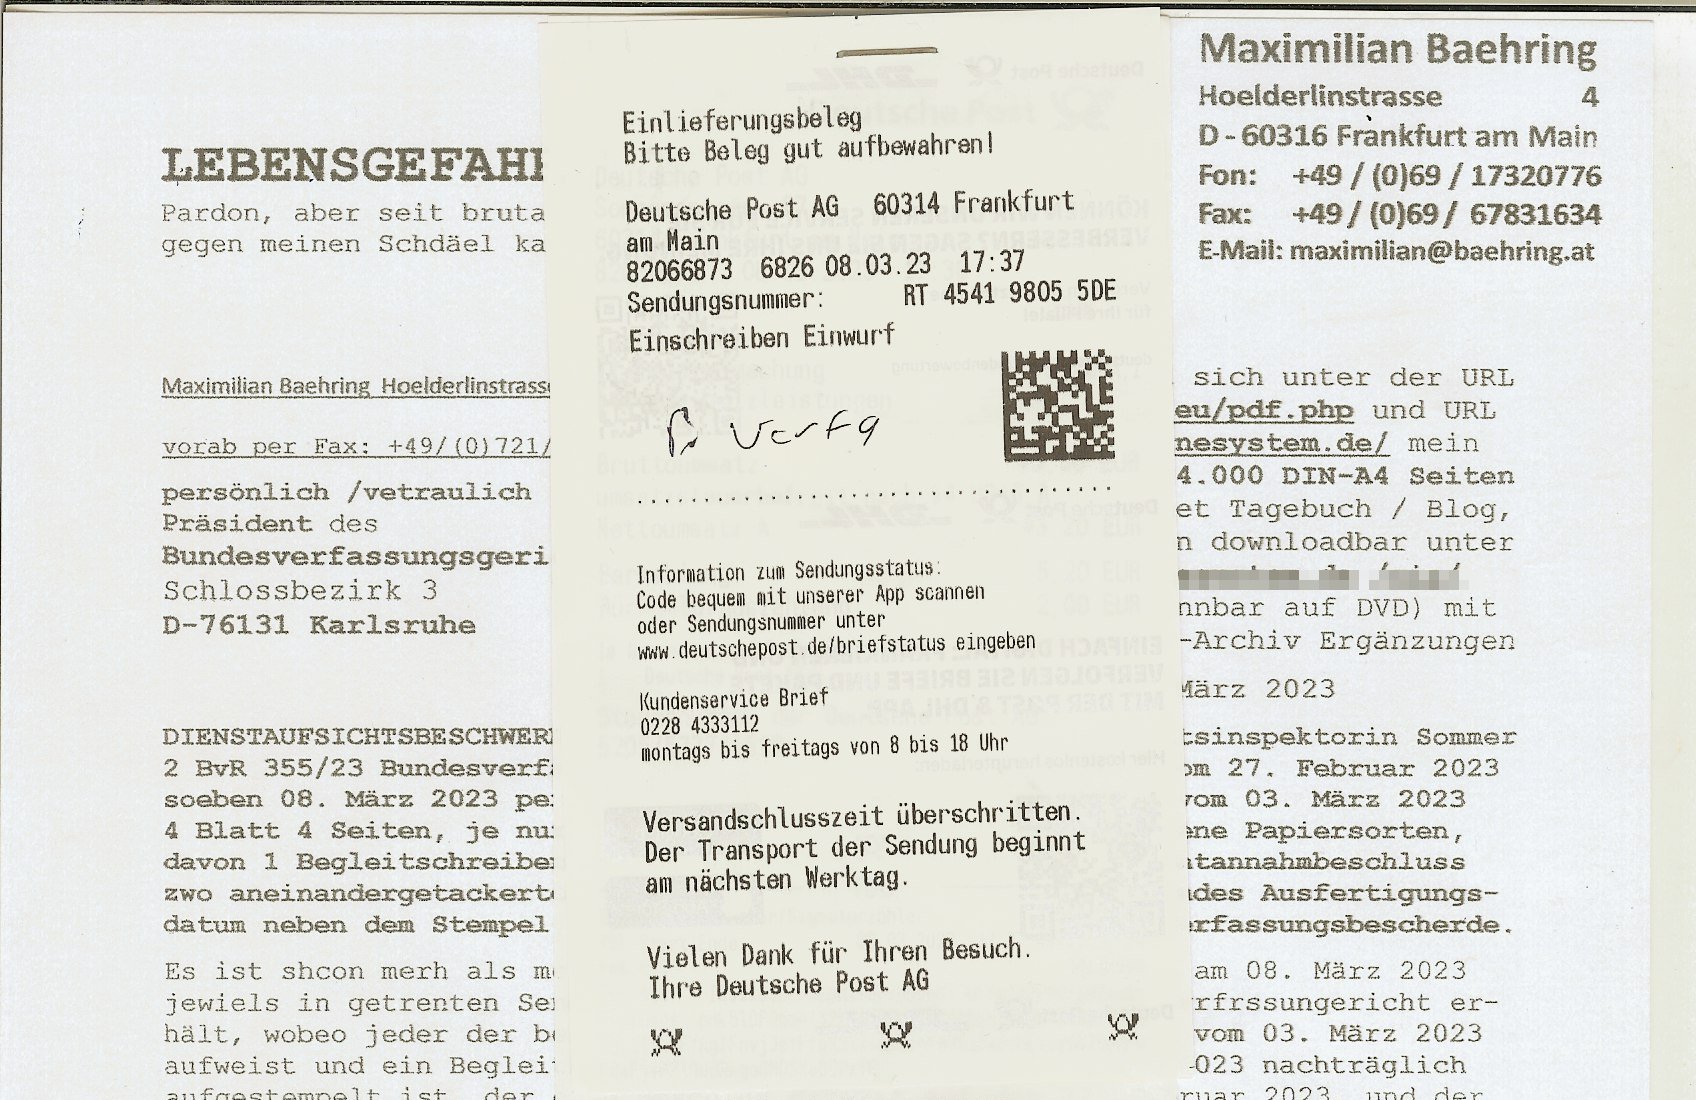 Maximilian Baehring
Hoelderlinstrasse 4
D - 60316 Frankfurt am Main
Fon: +49 / (0)69 / 17320776
Fax: +49 / (0)69 / 67831634
E-Mail: maximilian@baehring.at
LEBENSGEFAHR
Pardon, aber seit bruta
gegen meinen Schdäel ka
Maximilian Baehring Hoelderlinstrasse
vorab per Fax: +49/(0)721/
persönlich /vetraulich
Präsident des
Bundesverfassungsgeri
Schlossbezirk 3
D-76131 Karlsruhe
DIENSTAUFSICHTSBESCHWER
2 BvR 355/23 Bundesverf
soeben 08. März 2023 pe
4 Blatt 4 Seiten, je nu
davon 1 Begleitschreibe
zwo aneinandergetackert
datum neben dem Stempel
Es ist shcon merh als m
jewiels in getrenten Se
hält, wobeo jeder der b
aufweist und ein Beglei
aufgestempelt ist, der
Einlieferungsbeleg
Bitte Beleg gut aufbewahren!
Deutsche Post AG 60314 Frankfurt
am Main
82066873 6826 08.03.23 17:37
Sendungsnummer: RT 4541 9805 5DE
Einschreiben Einwurf
Verfg
Information zum Sendungsstatus:
Code bequem mit unserer App scannen
oder Sendungsnummer unter
www.deutschepost.de/briefstatus eingeben
Kundenservice Brief
0228 4333112
montags bis freitags von 8 bis 18 Uhr
Versandschlusszeit überschritten.
Der Transport der Sendung beginnt
am nächsten Werktag.
Vielen Dank für Ihren Besuch.
Ihre Deutsche Post AG
sich unter der URL
eu/pdf.php und URL
nesystem.de/ mein
4.000 DIN-A4 Seiten
et Tagebuch / Blog,
n downloadbar unter
nnbar auf DVD) mit
-Archiv Ergänzungen
März 2023
tsinspektorin Sommer
om 27. Februar 2023
vom 03. März 2023
ene Papiersorten,
tannahmbeschluss
des Ausfertigungs-
erfassungsbescherde.
am 08. März 2023
rfrssungericht er-
vom 03. März 2023
023 nachträglich
ruar 2023, und der